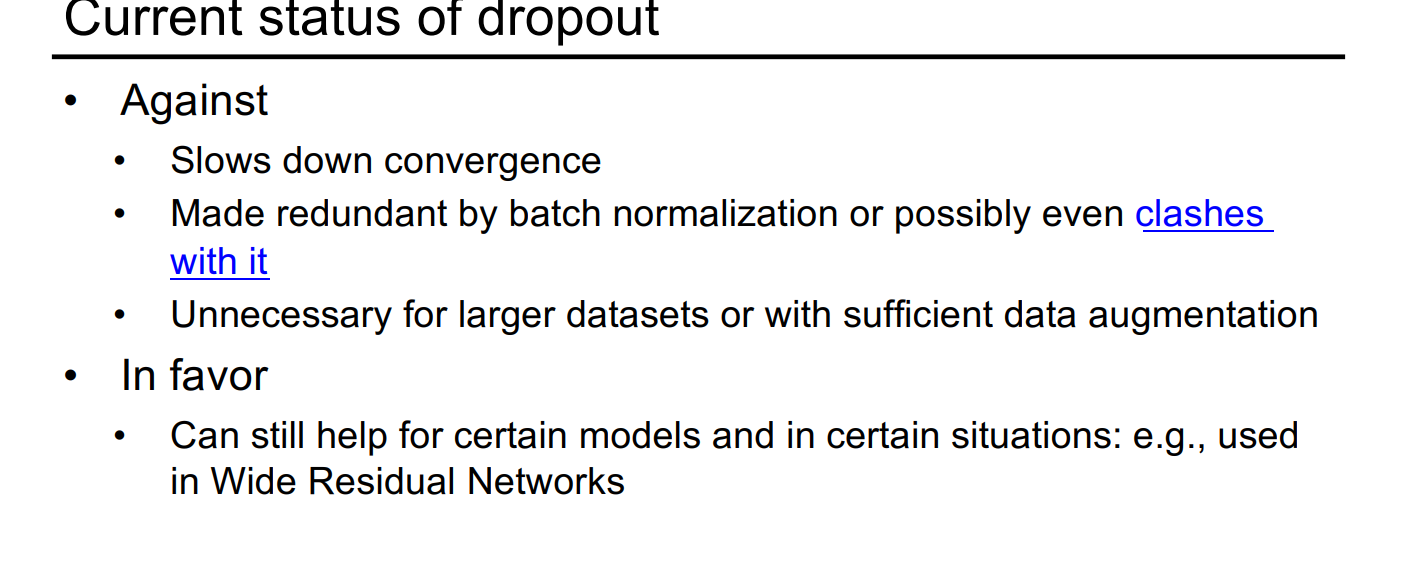 Current status of dropout
• Against
• Slows down convergence
• Made redundant by batch normalization or possibly even clashes
with it
• Unnecessary for larger datasets or with sufficient data augmentation
• In favor
• Can still help for certain models and in certain situations: e.g., used
in Wide Residual Networks